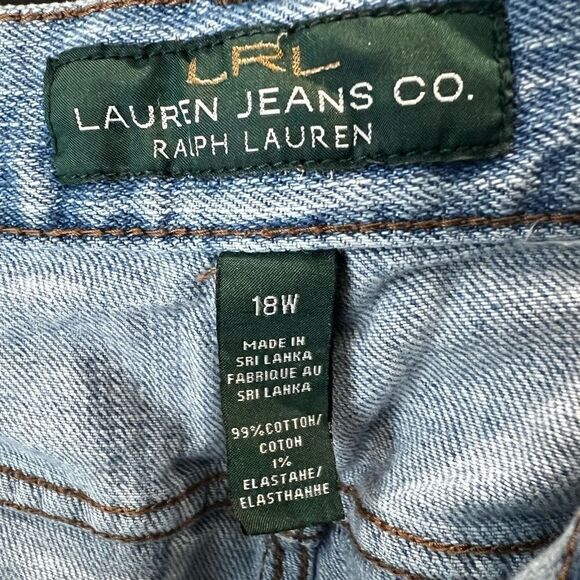 LRL
LAUREN JEANS CO.
RALPH LAUREN
18W
MADE IN
SRI LANKA
FABRIQUE AU
SRI LANKA
99%COTTON/
COTON
1%
ELASTANE/
ELASTHANNE